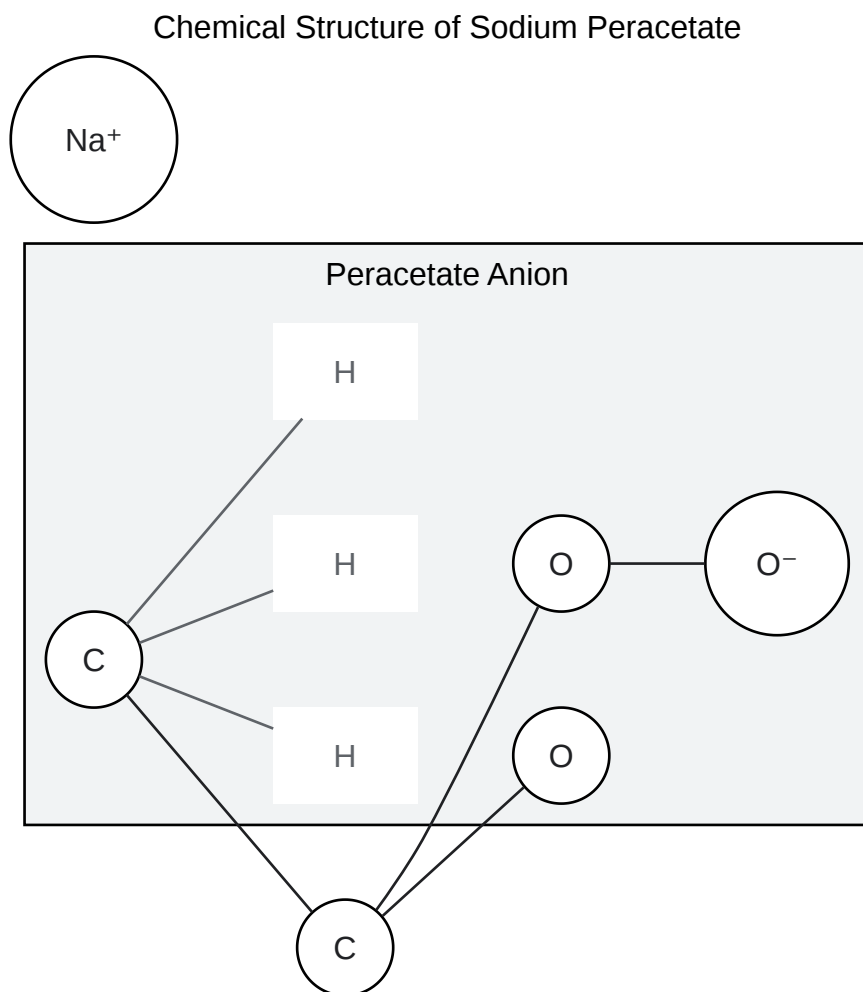 Chemical Structure of Sodium Peracetate
Na⁺
Peracetate Anion
H
H
O
O⁻
C
H
O
C